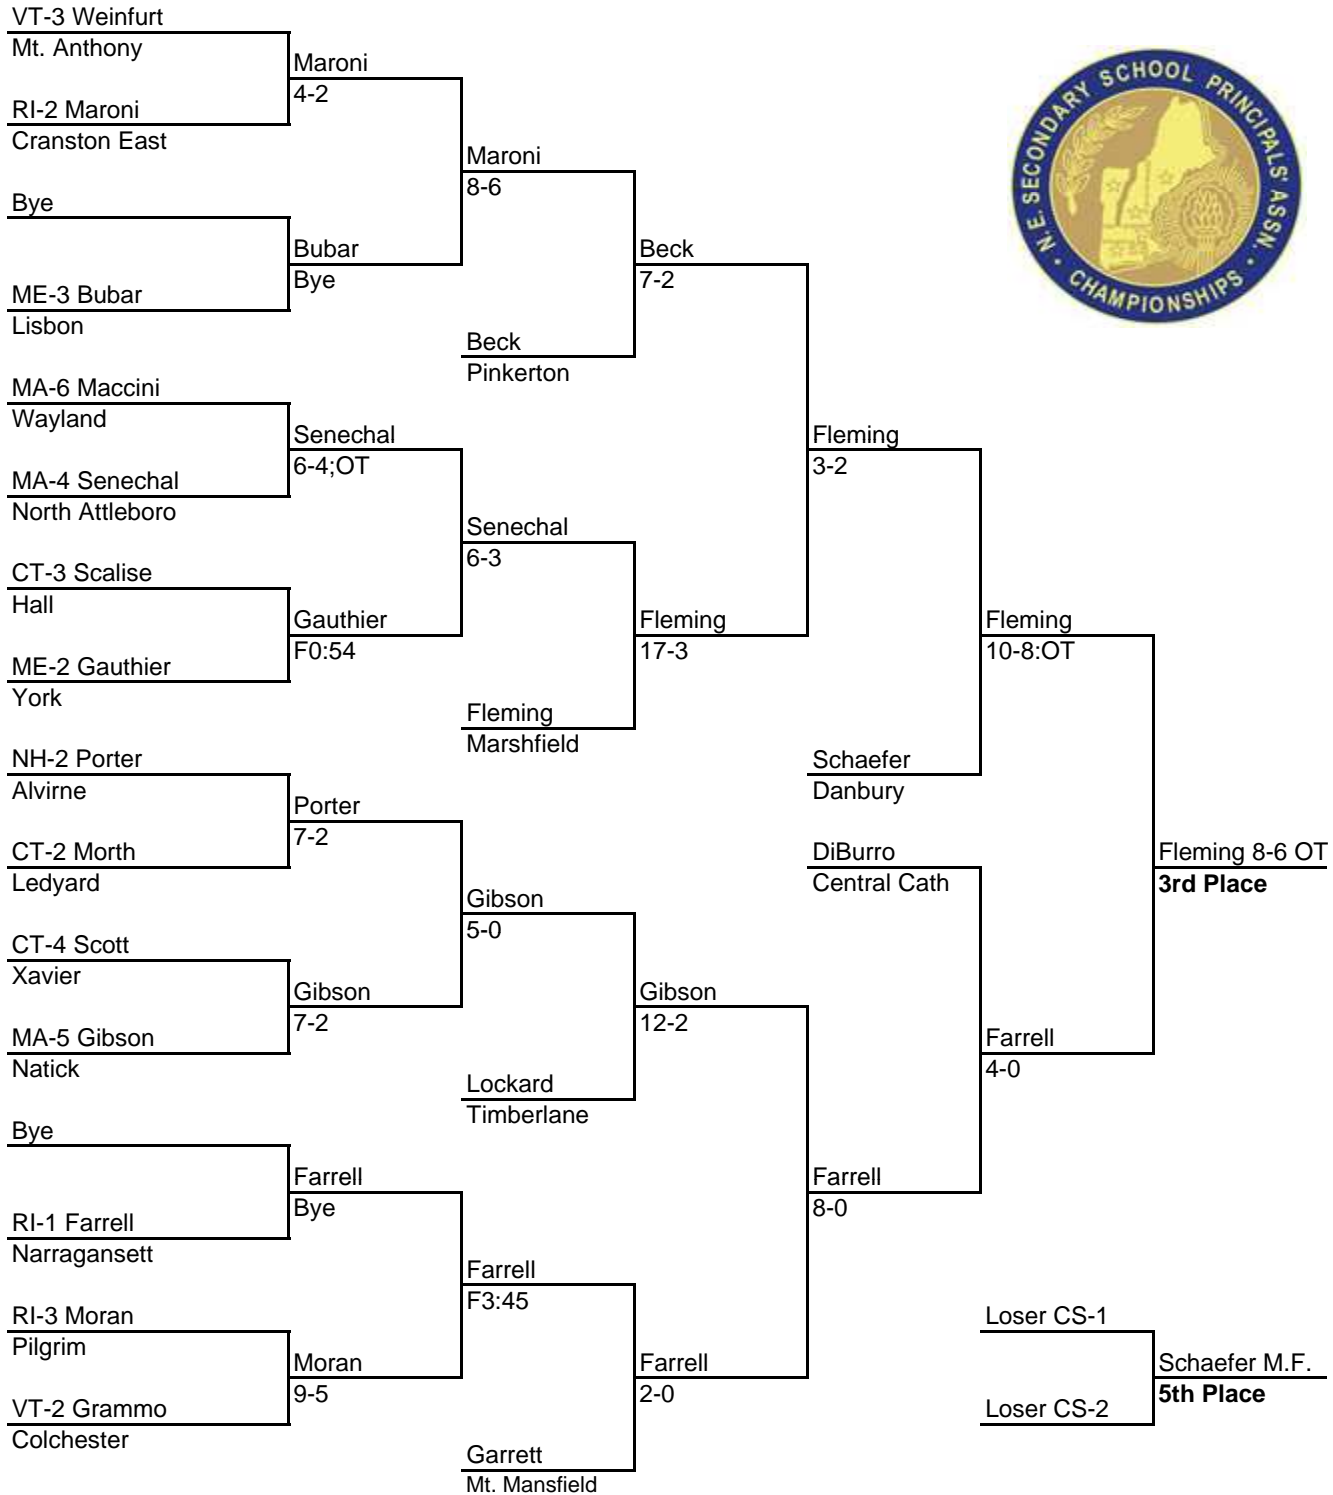 VT-3 Weinfurt
Mt. Anthony
RI-2 Maroni
Cranston East
Bye
ME-3 Bubar
Lisbon
MA-6 Maccini
Wayland
MA-4 Senechal
North Attleboro
CT-3 Scalise
Hall
ME-2 Gauthier
York
NH-2 Porter
Alvirne
CT-2 Morth
Ledyard
CT-4 Scott
Xavier
MA-5 Gibson
Natick
Bye
RI-1 Farrell
Narragansett
RI-3 Moran
Pilgrim
VT-2 Grammo
Colchester
Maroni
4-2
Bubar
Bye
Senechal
6-4;OT
Gauthier
F0:54
Porter
7-2
Gibson
7-2
Farrell
Bye
Moran
9-5
Maroni
8-6
Beck
Pinkerton
Senechal
6-3
Fleming
Marshfield
Gibson
5-0
Lockard
Timberlane
Farrell
F3:45
Garrett
Mt. Mansfield
Beck
7-2
Fleming
17-3
Gibson
12-2
Farrell
2-0
Fleming
3-2
Schaefer
Danbury
DiBurro
Central Cath
Farrell
8-0
Fleming
10-8:OT
Farrell
4-0
Loser CS-1
Loser CS-2
Fleming 8-6 OT
3rd Place
Schaefer M.F.
5th Place
N.E. SECONDARY SCHOOL PRINCIPALS' ASSN.
• CHAMPIONSHIPS •